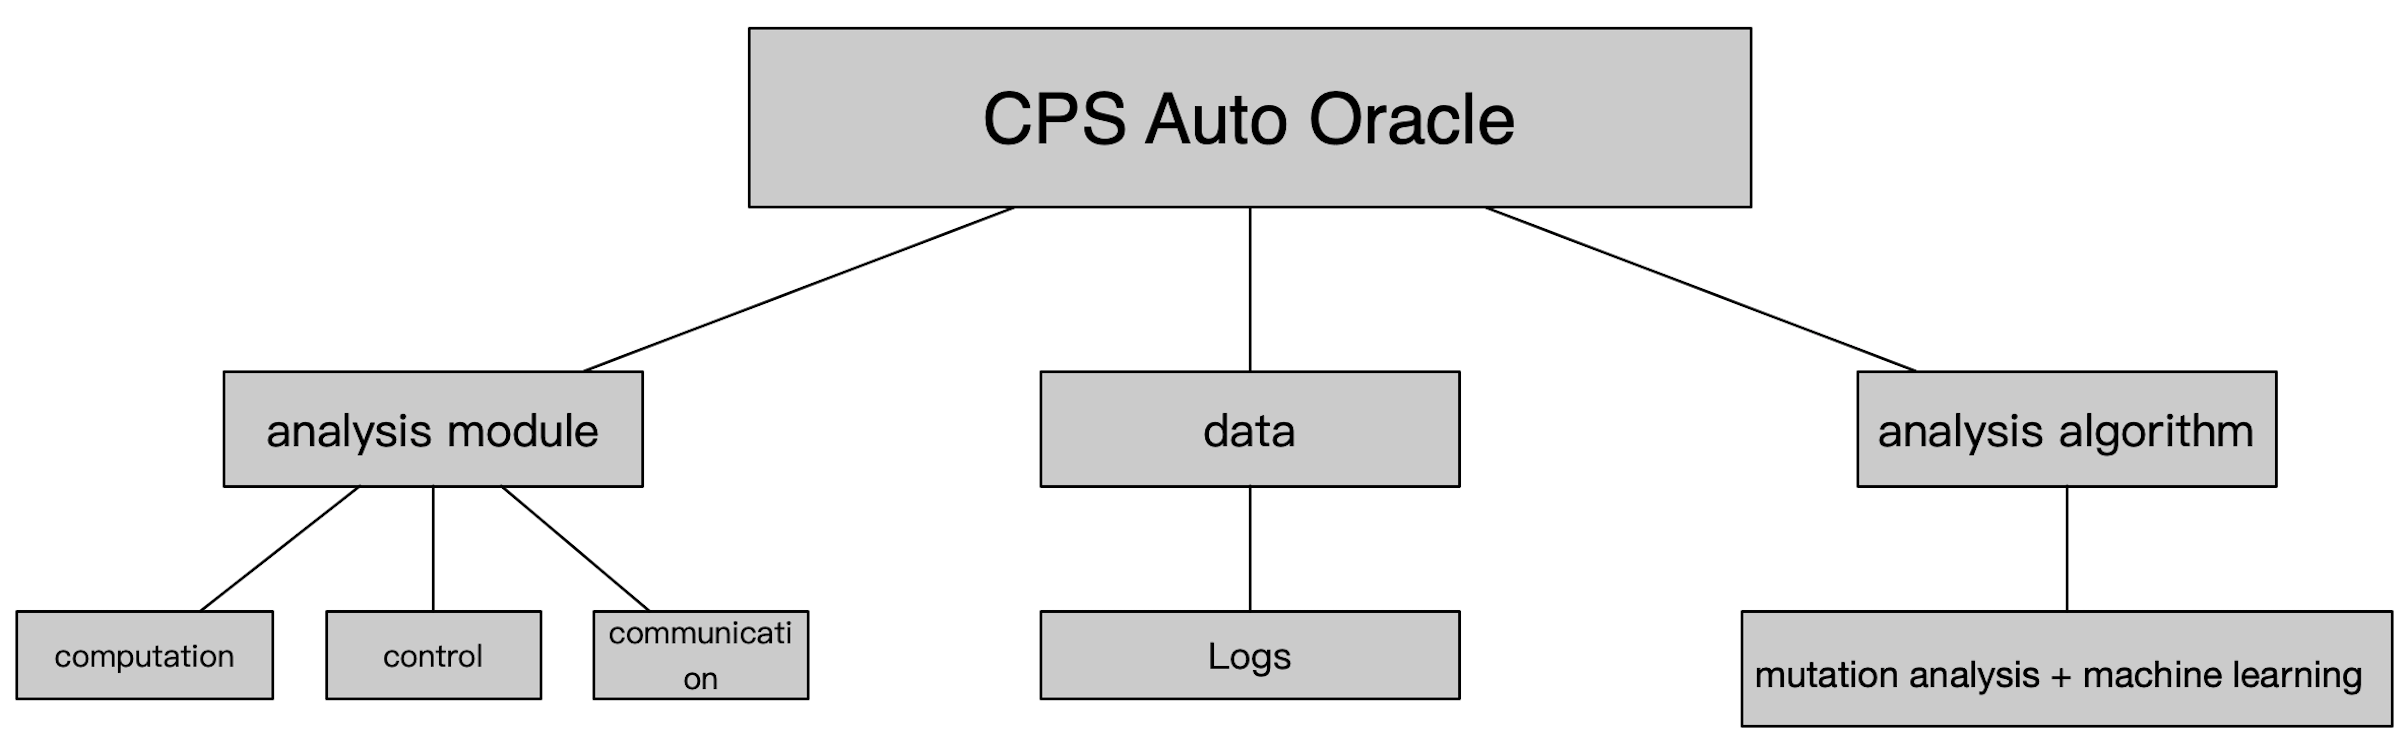 CPS Auto Oracle
analysis module
data
analysis algorithm
computation
control
communicati
on
Logs
mutation analysis + machine learning